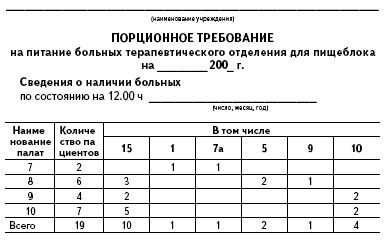 (наименование учреждения)
ПОРЦИОННОЕ ТРЕБОВАНИЕ
на питание больных терапевтического отделения для пищеблока
на ________ 200_ г.
Сведения о наличии больных
по состоянию на 12.00 ч ____________________
(число, месяц, год)
Наиме нование палат Количе ство па циентов В том числе
15 1 7а 5 9 10
7 2 1 1
8 6 3 2 1
9 4 2 2
10 7 5 2
Всего 19 10 1 1 2 1 4